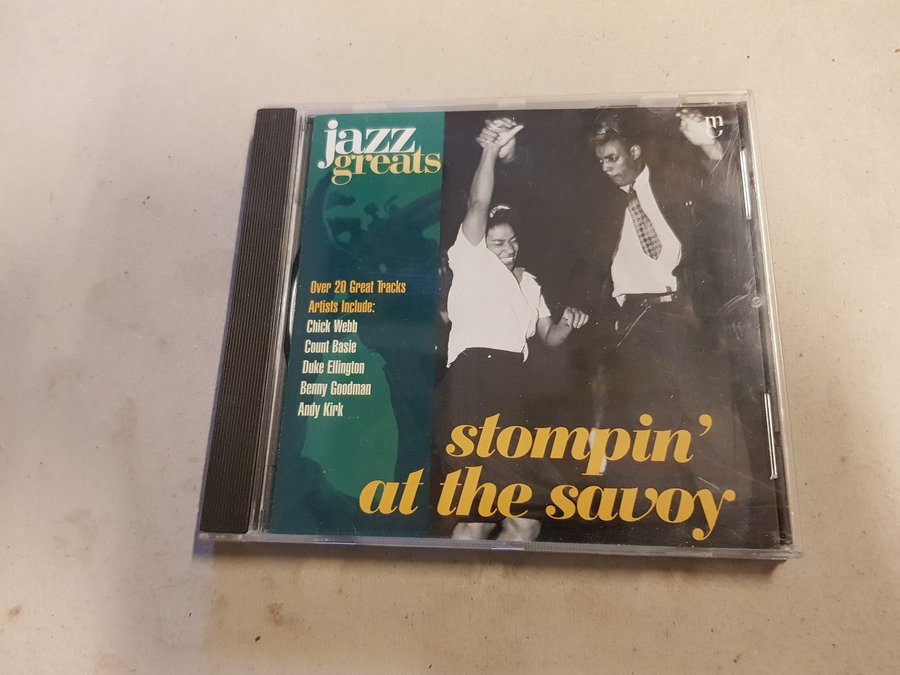 jazz
greats
Over 20 Great Tracks
Artists Include:
Chick Webb
Count Basie
Duke Ellington
Benny Goodman
Andy Kirk
stompin'
at the savoy